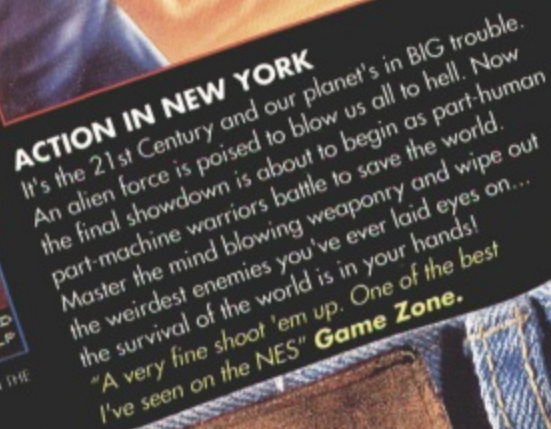 ACTION IN NEW YORK
It's the 21st Century and our planet's in BIG trouble.
An alien force is poised to blow us all to hell. Now
the final showdown is about to begin as part-human
part-machine warriors battle to save the world.
Master the mind blowing weaponry and wipe out
the weirdest enemies you've ever laid eyes on...
the survival of the world is in your hands!
"A very fine shoot 'em up. One of the best
I've seen on the NES" Game Zone.
THE